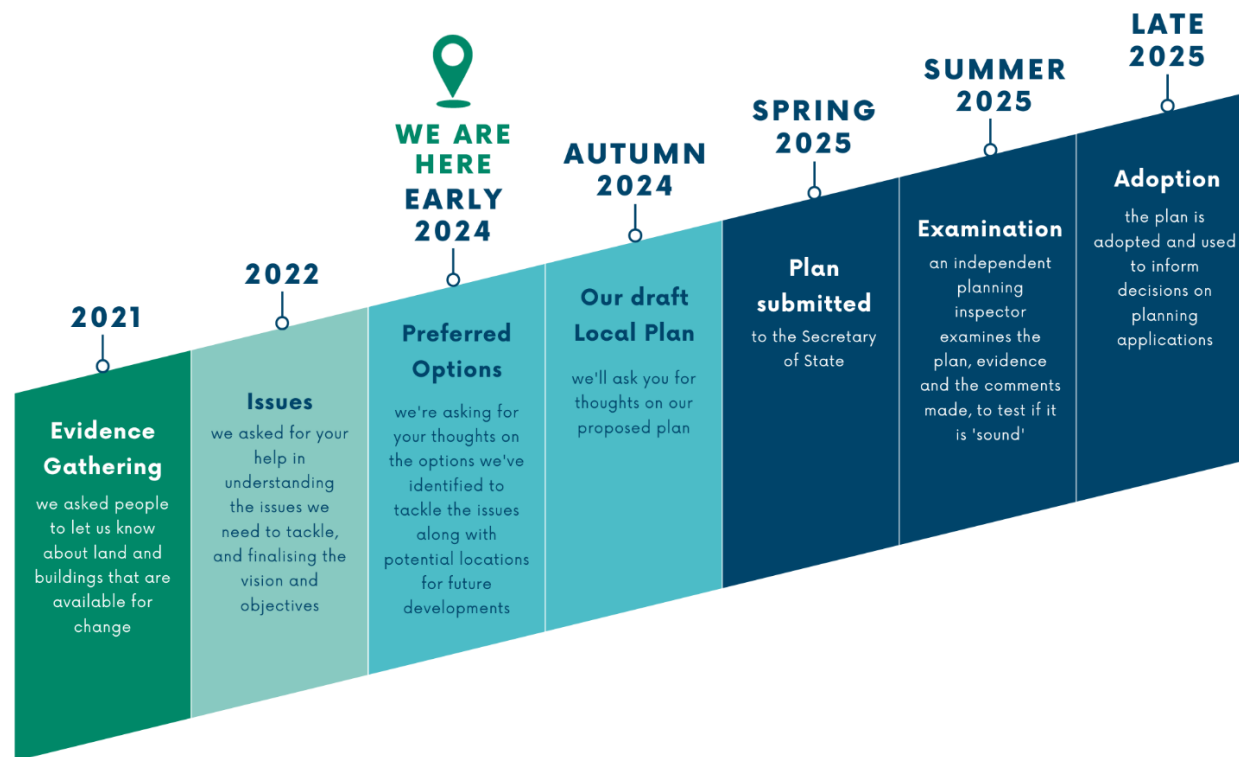 2021
Evidence
Gathering
we asked people
to let us know
about land and
buildings that are
available for
change
2022
Issues
we asked for your
help in
understanding
the issues we
need to tackle,
and finalising the
vision and
objectives
WE ARE
HERE
EARLY
2024
Preferred
Options
we're asking for
your thoughts on
the options we've
identified to
tackle the issues
along with
potential locations
for future
developments
AUTUMN
2024
Our draft
Local Plan
we'll ask you for
thoughts on our
proposed plan
SPRING
2025
Plan
submitted
to the Secretary
of State
SUMMER
2025
Examination
an independent
planning
inspector
examines the
plan, evidence
and the comments
made, to test if it
is 'sound'
LATE
2025
Adoption
the plan is
adopted and used
to inform
decisions on
planning
applications